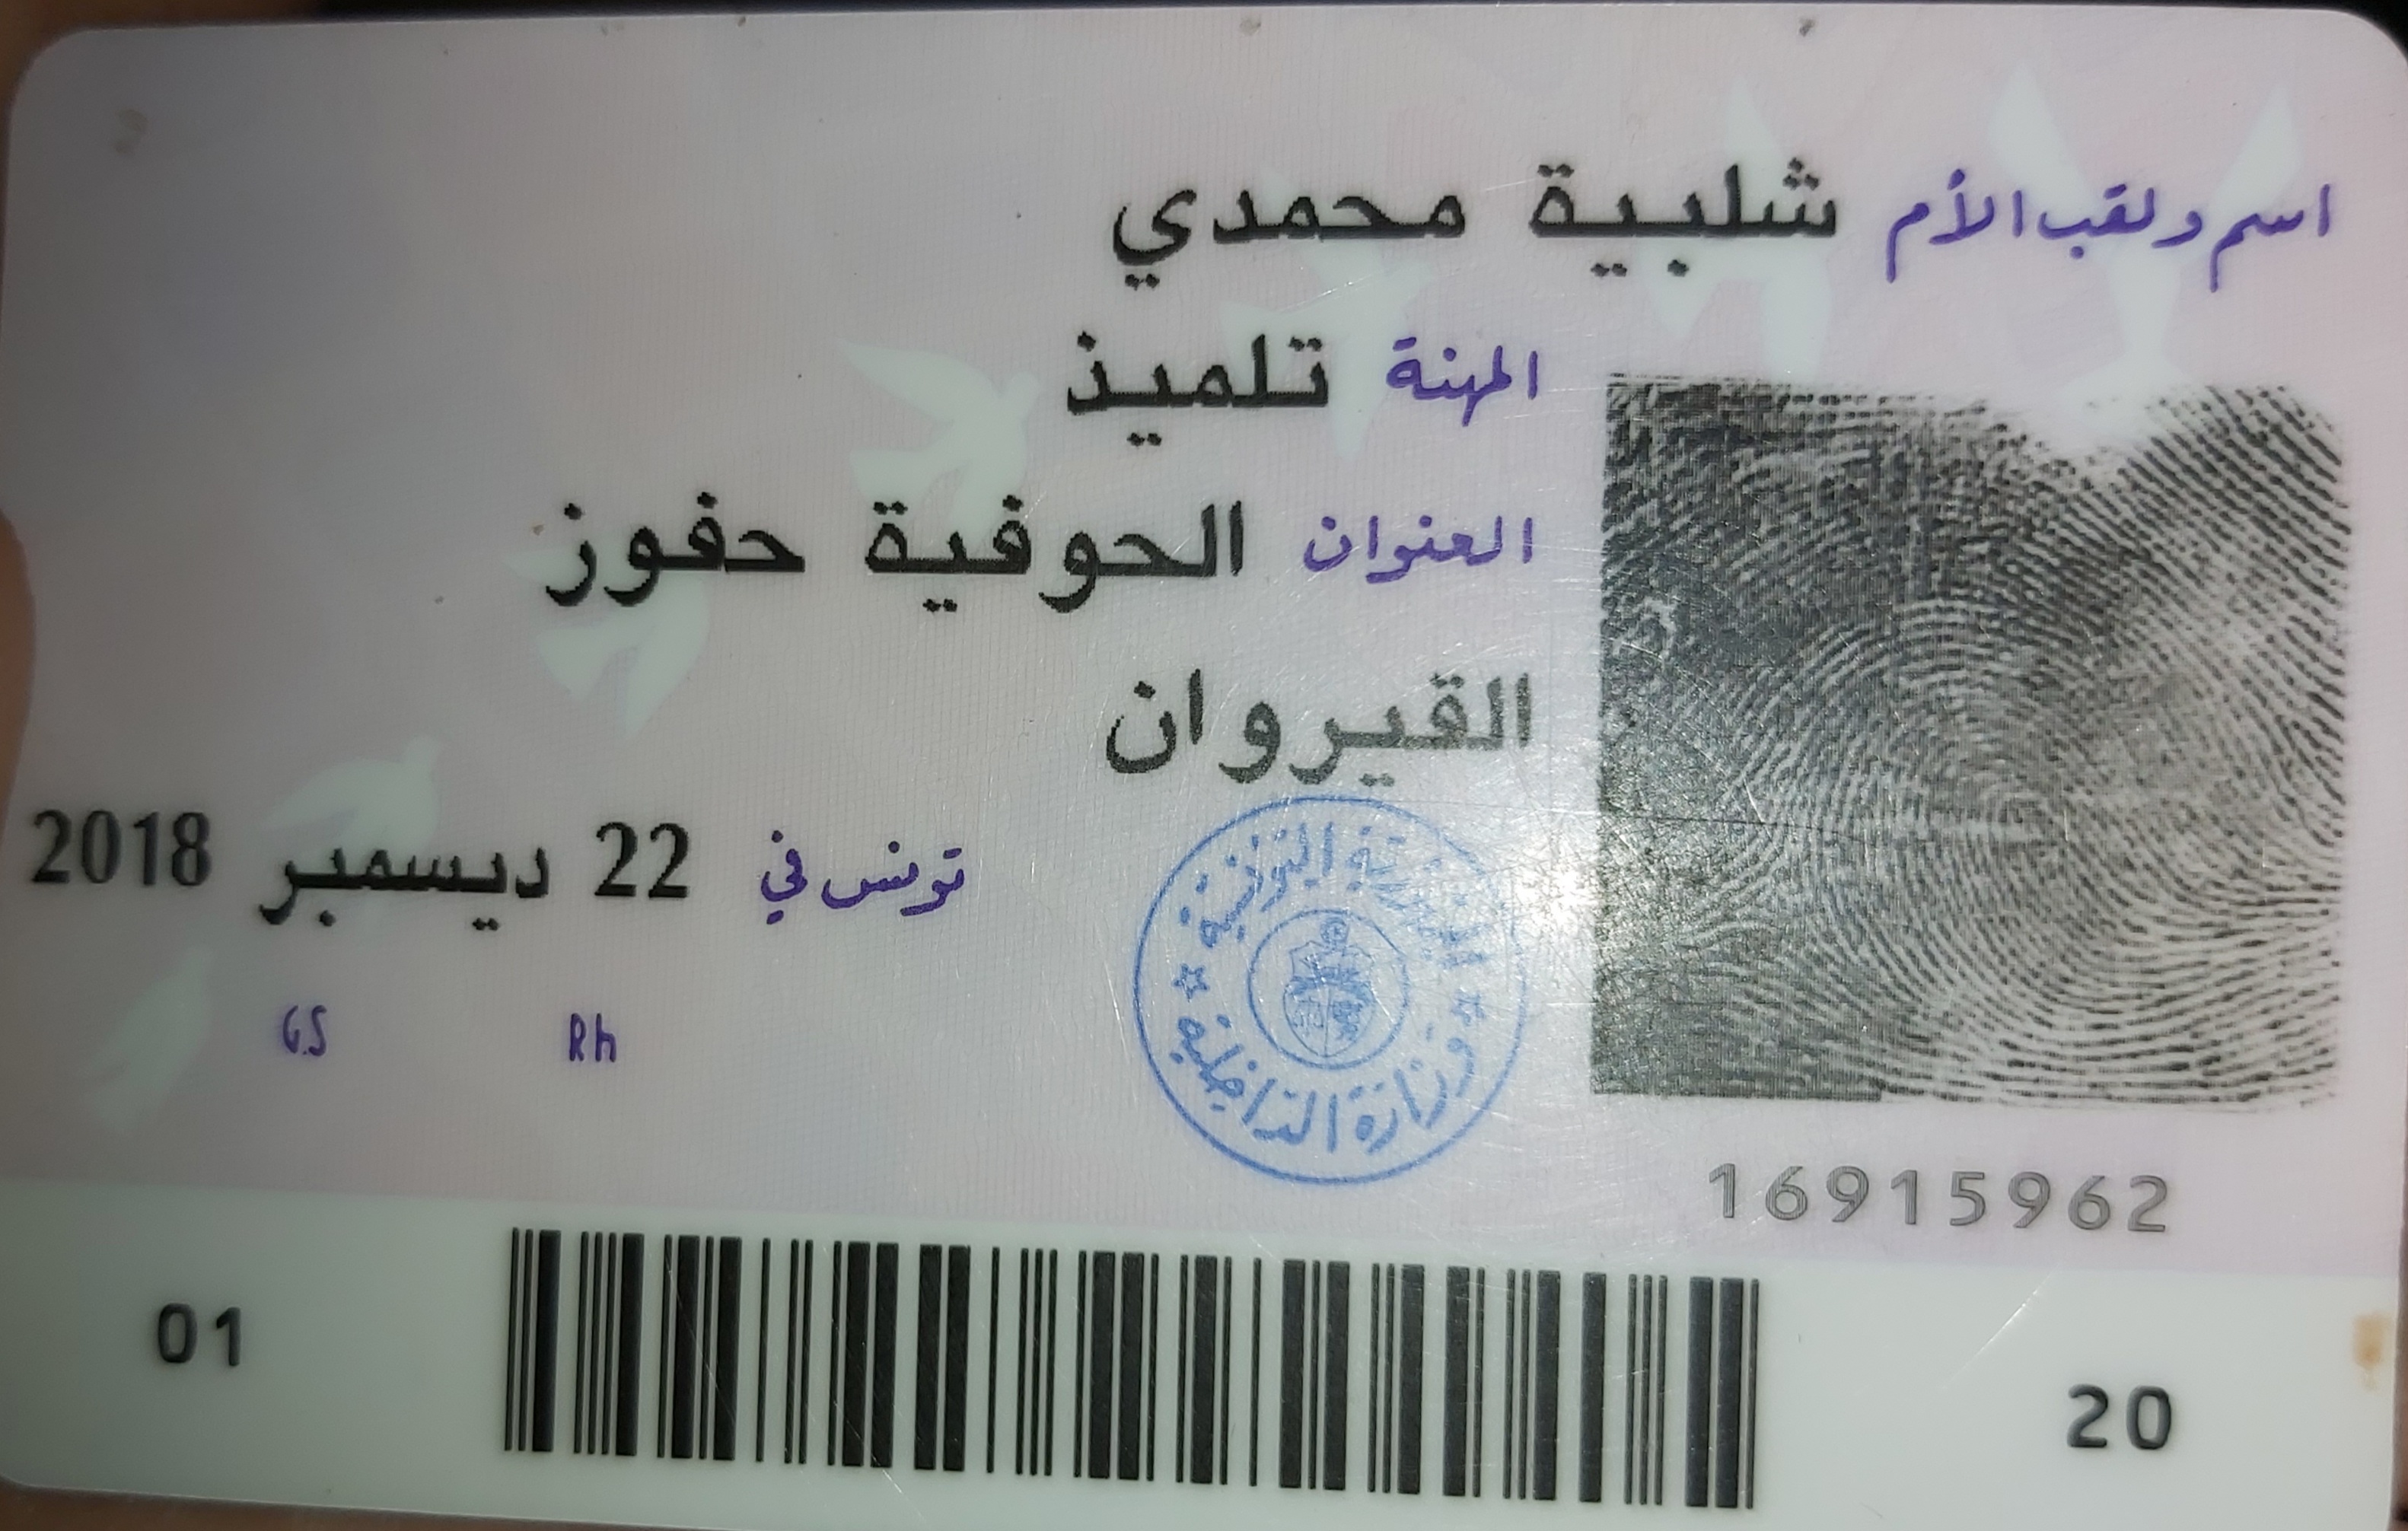 اسم ولقب الأم شلبية محمدي
المهنة تلميذ
العنوان الحوفية حفوز
القيروان
تونس في 22 ديسمبر 2018
GS Rh
الجمهورية التونسية
وزارة الداخلية
16915962
01 20